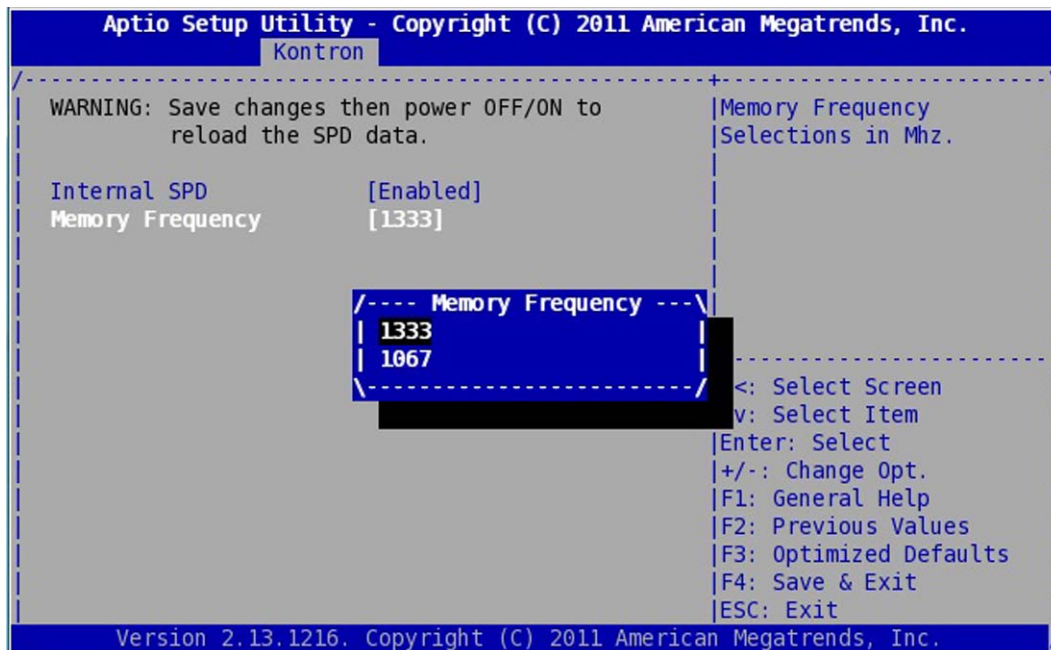 Aptio Setup Utility - Copyright (C) 2011 American Megatrends, Inc.
Kontron
WARNING: Save changes then power OFF/ON to
reload the SPD data.
Internal SPD [Enabled]
Memory Frequency [1333]
Memory Frequency
Selections in Mhz.
Memory Frequency
1333
1067
<: Select Screen
v: Select Item
Enter: Select
+/-: Change Opt.
F1: General Help
F2: Previous Values
F3: Optimized Defaults
F4: Save & Exit
ESC: Exit
Version 2.13.1216. Copyright (C) 2011 American Megatrends, Inc.